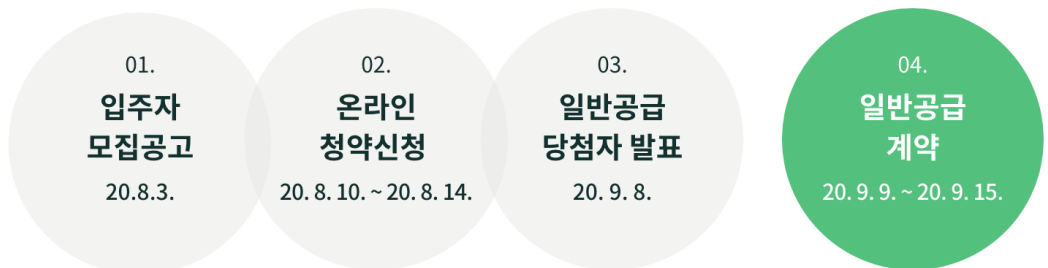 01.
입주자
모집공고
20.8.3.
02.
온라인
청약신청
20. 8. 10. ~ 20. 8. 14.
03.
일반공급
당첨자 발표
20. 9. 8.
04.
일반공급
계약
20. 9. 9. ~ 20. 9. 15.